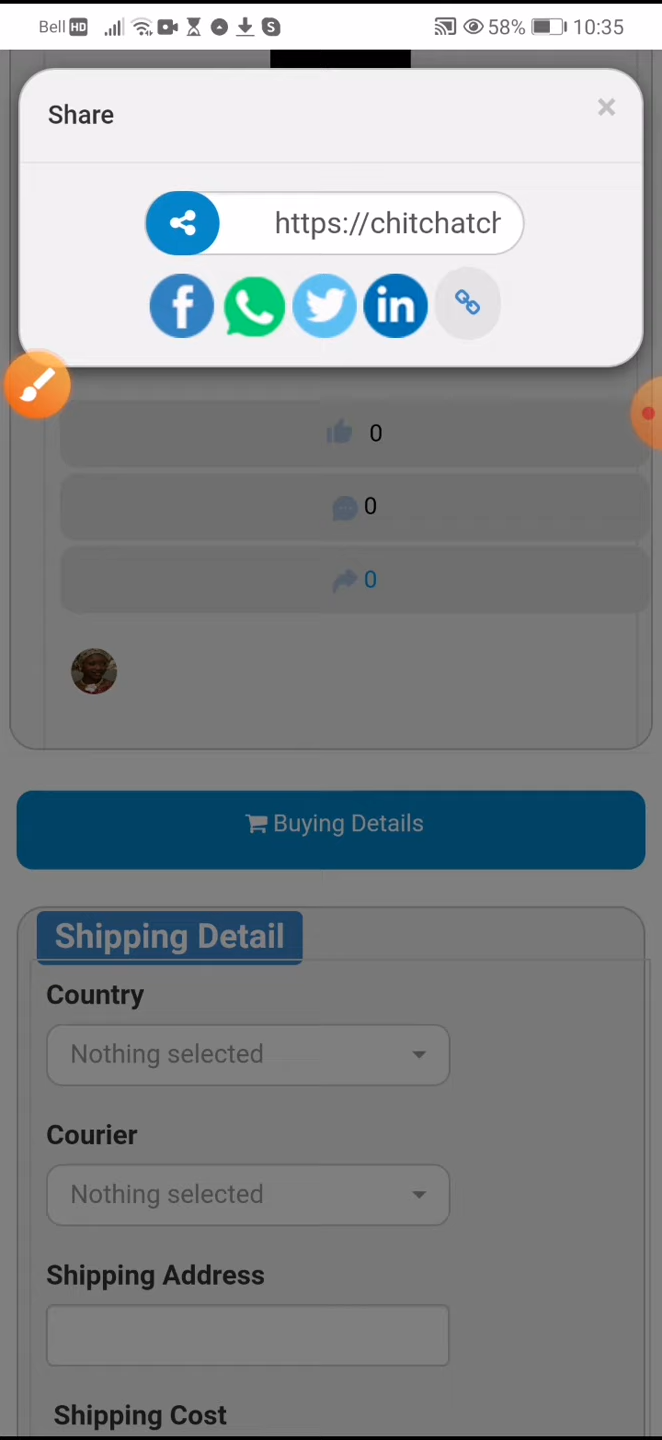 Bell HD 58% 10:35
Share ×
https://chitchatch
0
0
0
Buying Details
Shipping Detail
Country
Nothing selected
Courier
Nothing selected
Shipping Address
Shipping Cost